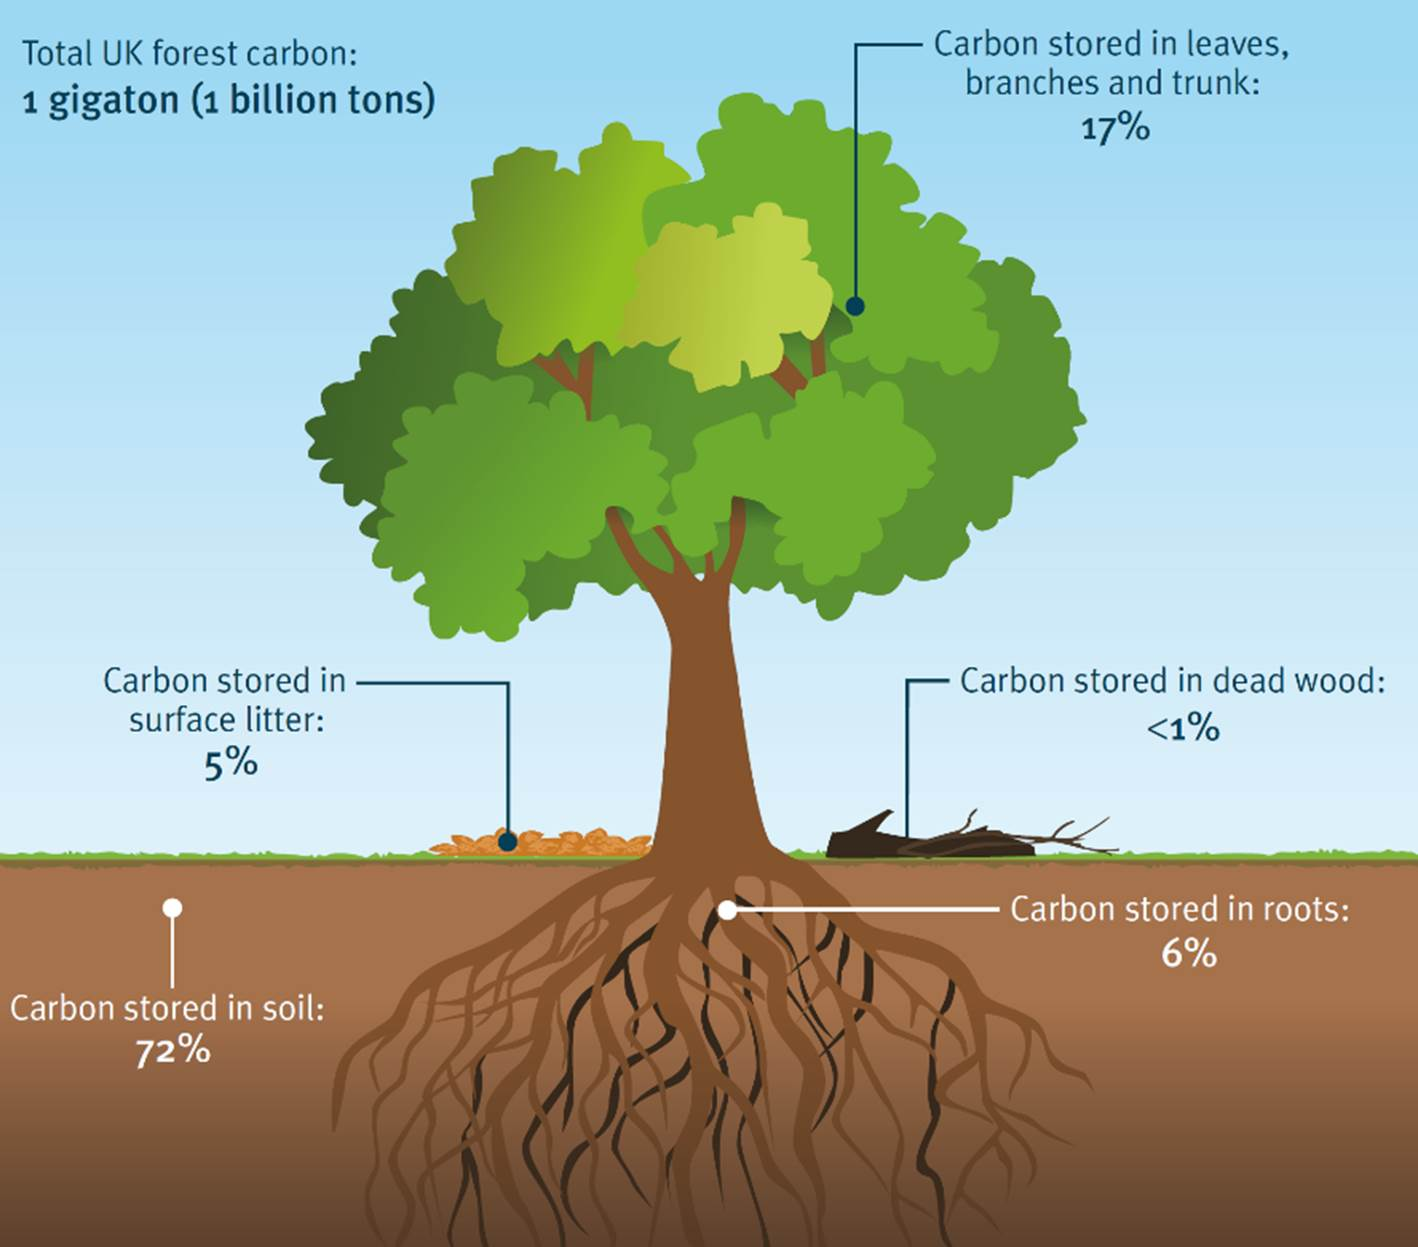 Total UK forest carbon:
1 gigaton (1 billion tons)
Carbon stored in leaves,
branches and trunk:
17%
Carbon stored in
surface litter:
5%
Carbon stored in dead wood:
<1%
Carbon stored in roots:
6%
Carbon stored in soil:
72%